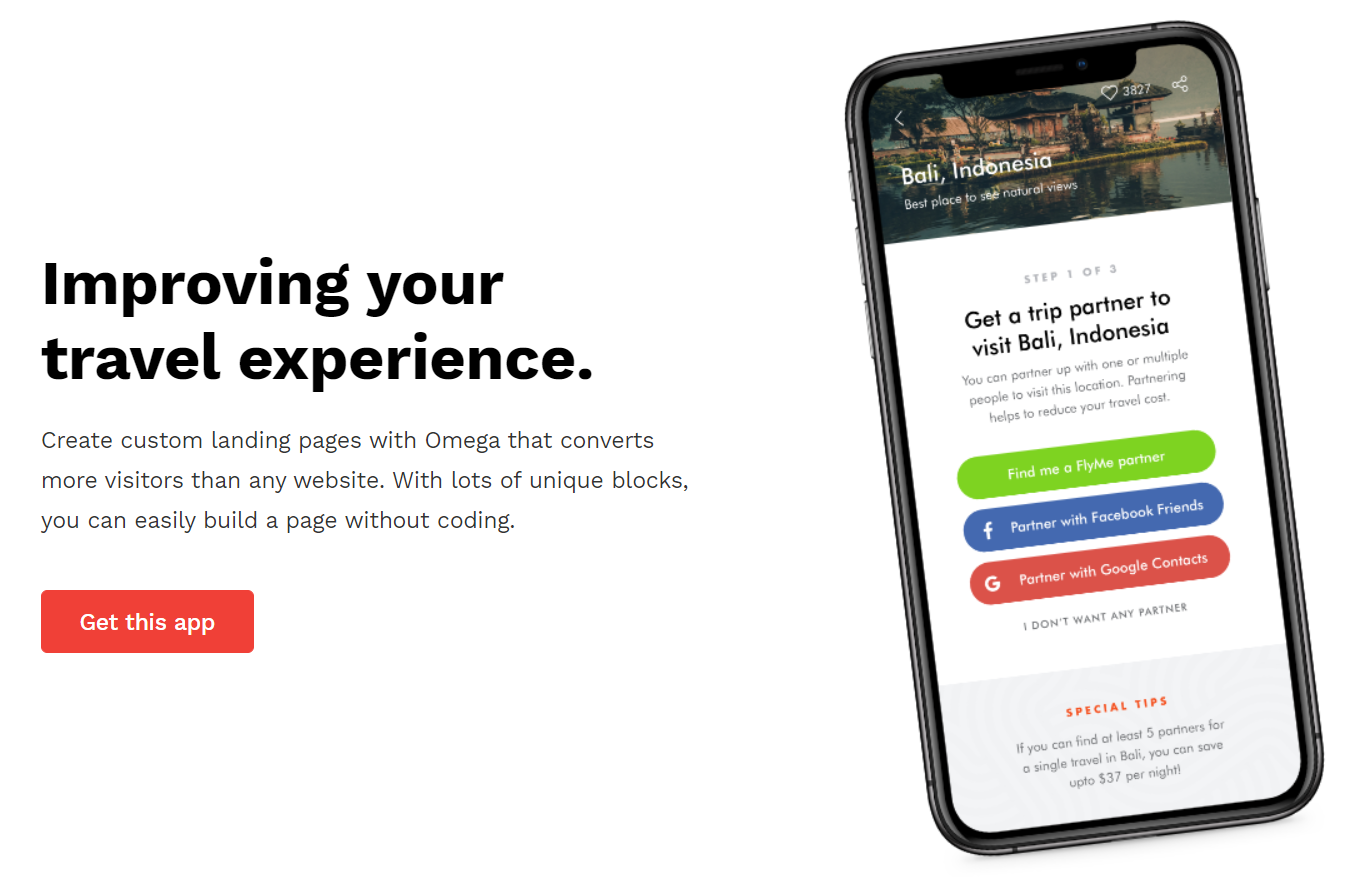 Improving your
travel experience.
Create custom landing pages with Omega that converts
more visitors than any website. With lots of unique blocks,
you can easily build a page without coding.
Get this app
3827
Bali, Indonesia
Best place to see natural views
STEP 1 OF 3
Get a trip partner to
visit Bali, Indonesia
You can partner up with one or multiple
people to visit this location. Partnering
helps to reduce your travel cost.
Find me a FlyMe partner
Partner with Facebook Friends
Partner with Google Contacts
I DON'T WANT ANY PARTNER
SPECIAL TIPS
If you can find at least 5 partners for
a single travel in Bali, you can save
upto $37 per night!